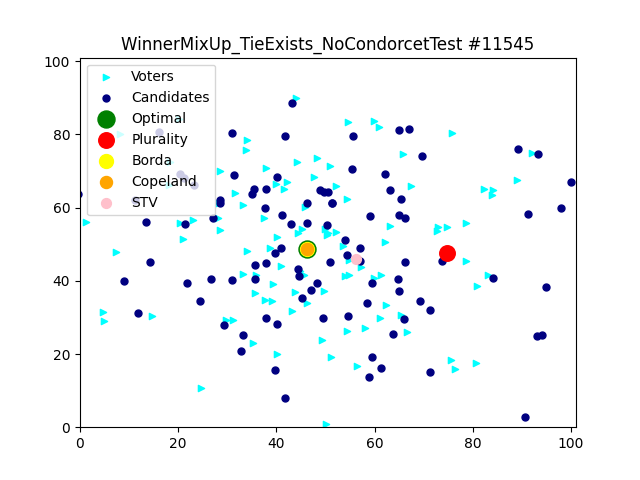 WinnerMixUp_TieExists_NoCondorcetTest #11545
100
80
60
40
20
0
Voters
Candidates
Optimal
Plurality
Borda
Copeland
STV
0 20 40 60 80 100